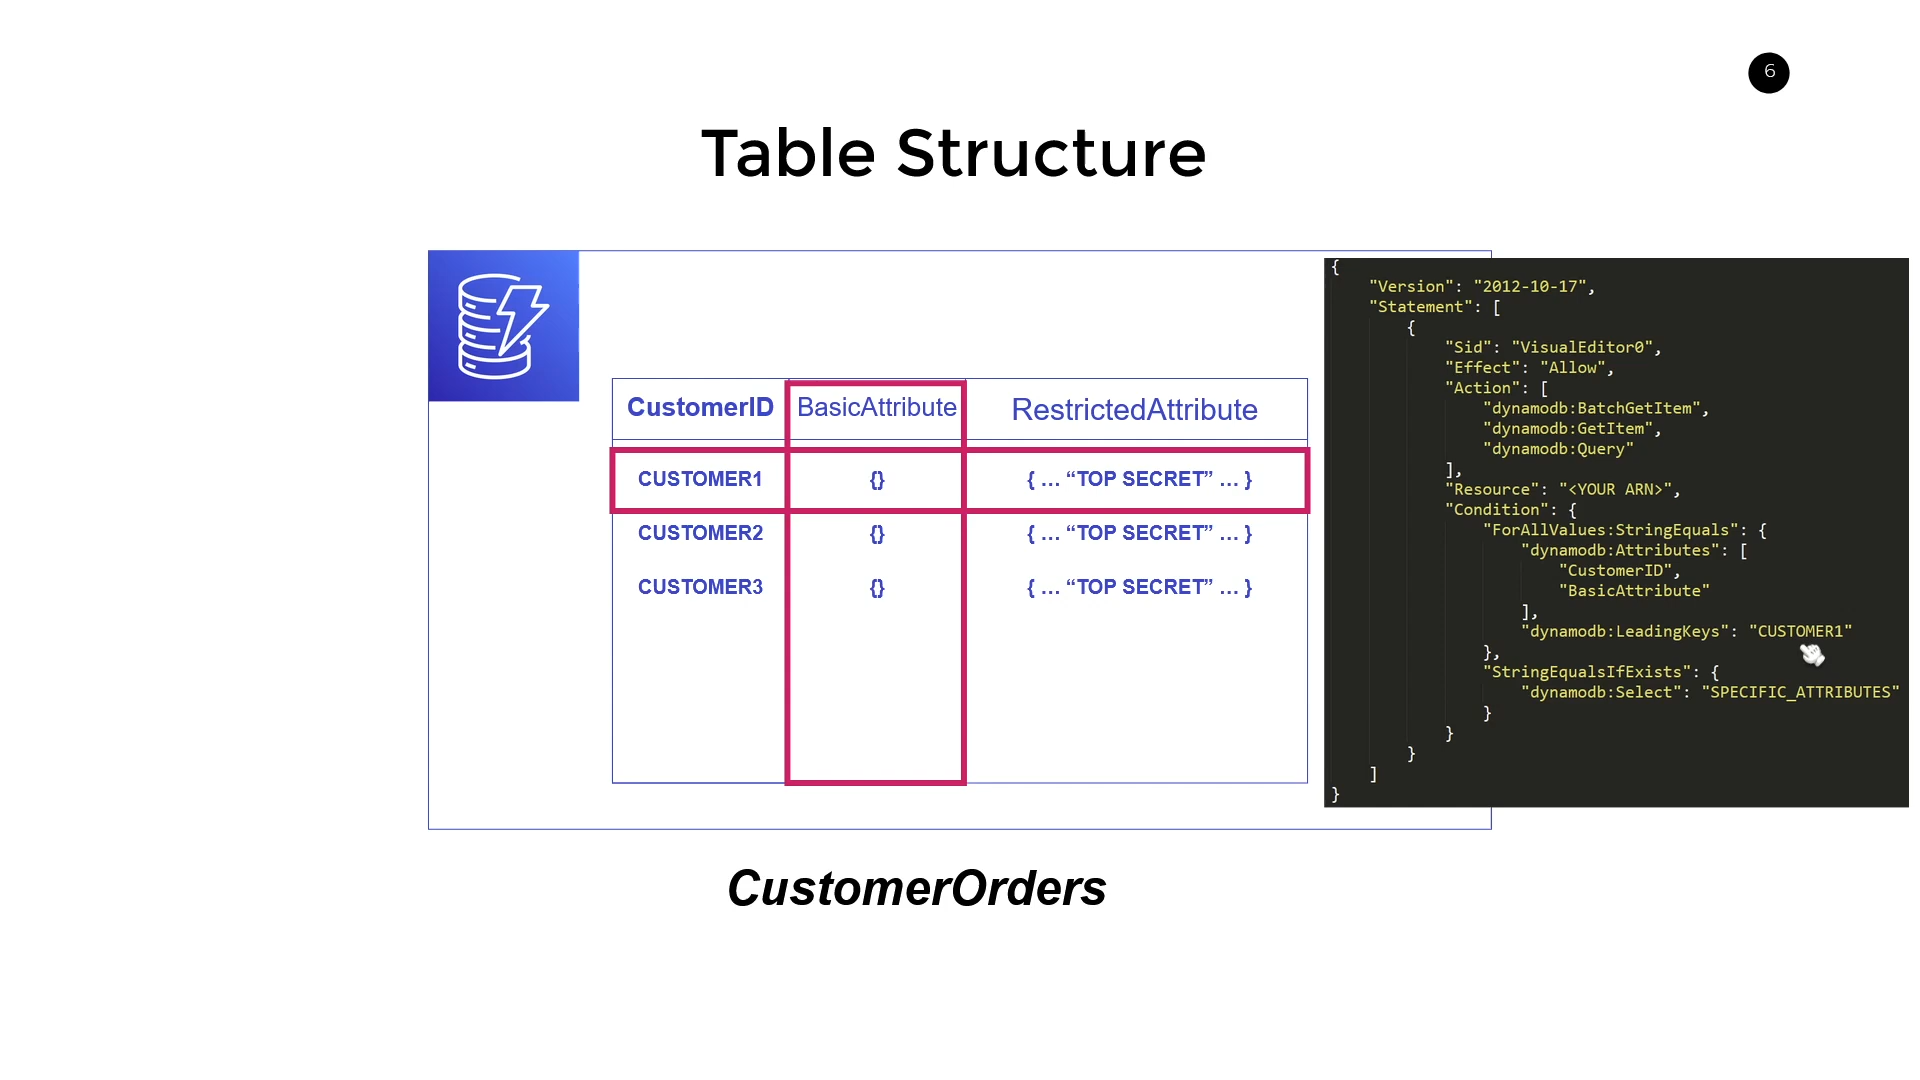 6
Table Structure
CustomerID BasicAttribute RestrictedAttribute
CUSTOMER1 {} { ... “TOP SECRET” ... }
CUSTOMER2 {} { ... “TOP SECRET” ... }
CUSTOMER3 {} { ... “TOP SECRET” ... }
{
"Version": "2012-10-17",
"Statement": [
{
"Sid": "VisualEditor0",
"Effect": "Allow",
"Action": [
"dynamodb:BatchGetItem",
"dynamodb:GetItem",
"dynamodb:Query"
],
"Resource": "<YOUR ARN>",
"Condition": {
"ForAllValues:StringEquals": {
"dynamodb:Attributes": [
"CustomerID",
"BasicAttribute"
],
"dynamodb:LeadingKeys": "CUSTOMER1"
},
"StringEqualsIfExists": {
"dynamodb:Select": "SPECIFIC_ATTRIBUTES"
}
}
}
]
}
CustomerOrders